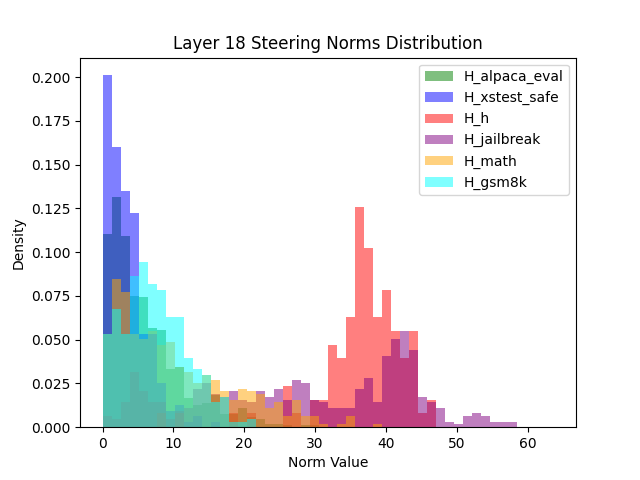 Layer 18 Steering Norms Distribution
H_alpaca_eval
H_xstest_safe
H_h
H_jailbreak
H_math
H_gsm8k
0.200
0.175
0.150
0.125
0.100
0.075
0.050
0.025
0.000
Density
0 10 20 30 40 50 60
Norm Value